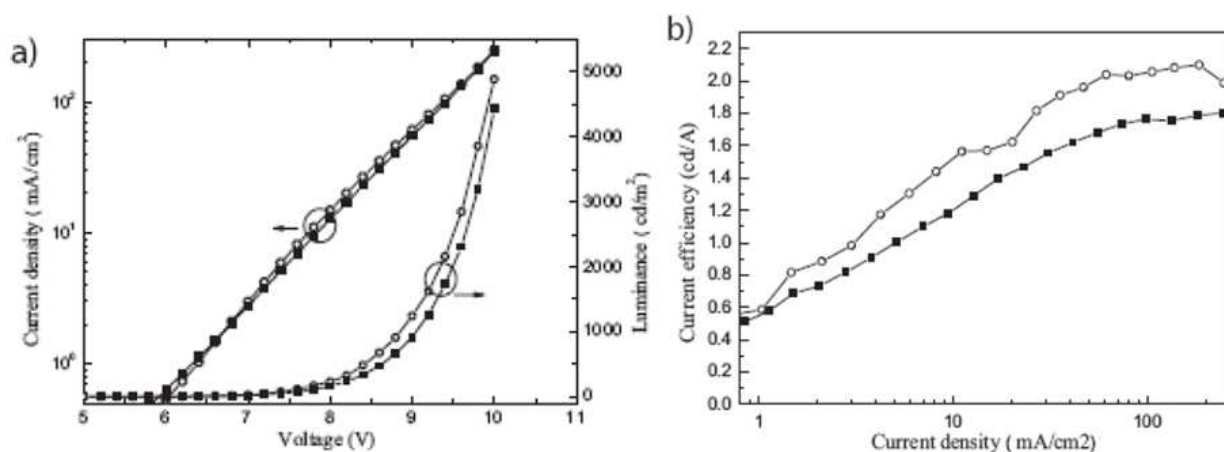 a)
Current density ( mA/cm²)
10²
10¹
10⁰
5 6 7 8 9 10 11
Voltage (V)
5000
4000
3000
2000
1000
0
Luminance ( cd/m²)
b)
Current efficiency (cd/A)
2.2
2.0
1.8
1.6
1.4
1.2
1.0
0.8
0.6
0.4
0.2
0.0
1 10 100
Current density ( mA/cm2)